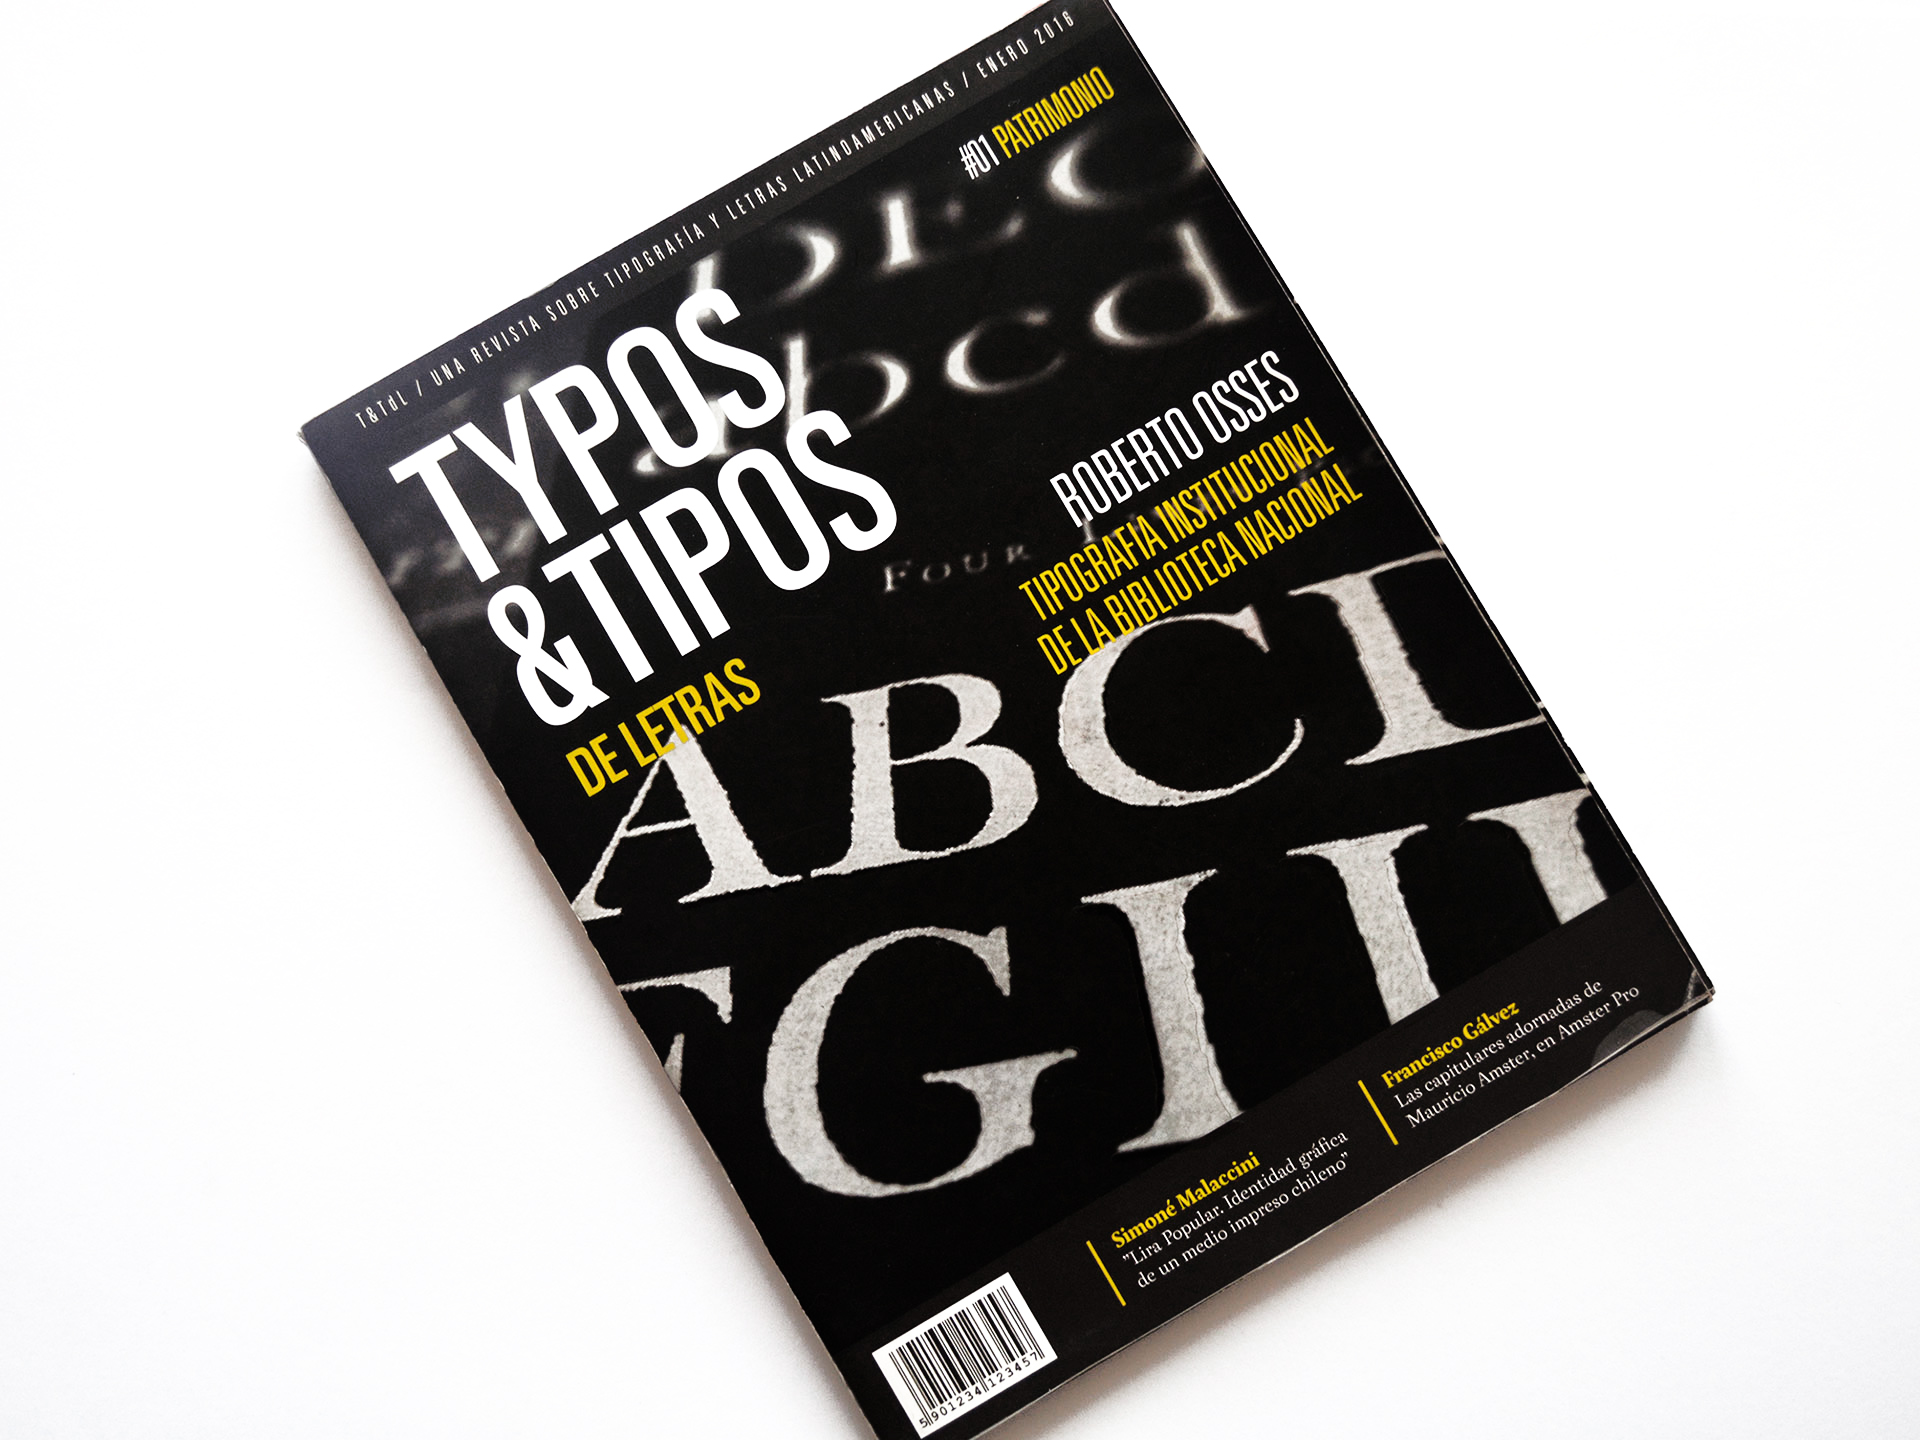 T&TdL / UNA REVISTA SOBRE TIPOGRAFÍA Y LETRAS LATINOAMERICANAS / ENERO 2016
#01 PATRIMONIO
TYPOS
&TIPOS
DE LETRAS
ROBERTO OSSES
TIPOGRAFÍA INSTITUCIONAL
DE LA BIBLIOTECA NACIONAL
abcd
FOUR
ABC
G
Francisco Gálvez
Las capitulares adornadas de
Mauricio Amster, en Amster Pro
Simoné Malaccini
"Lira Popular. Identidad gráfica
de un medio impreso chileno"
5 901234 123457